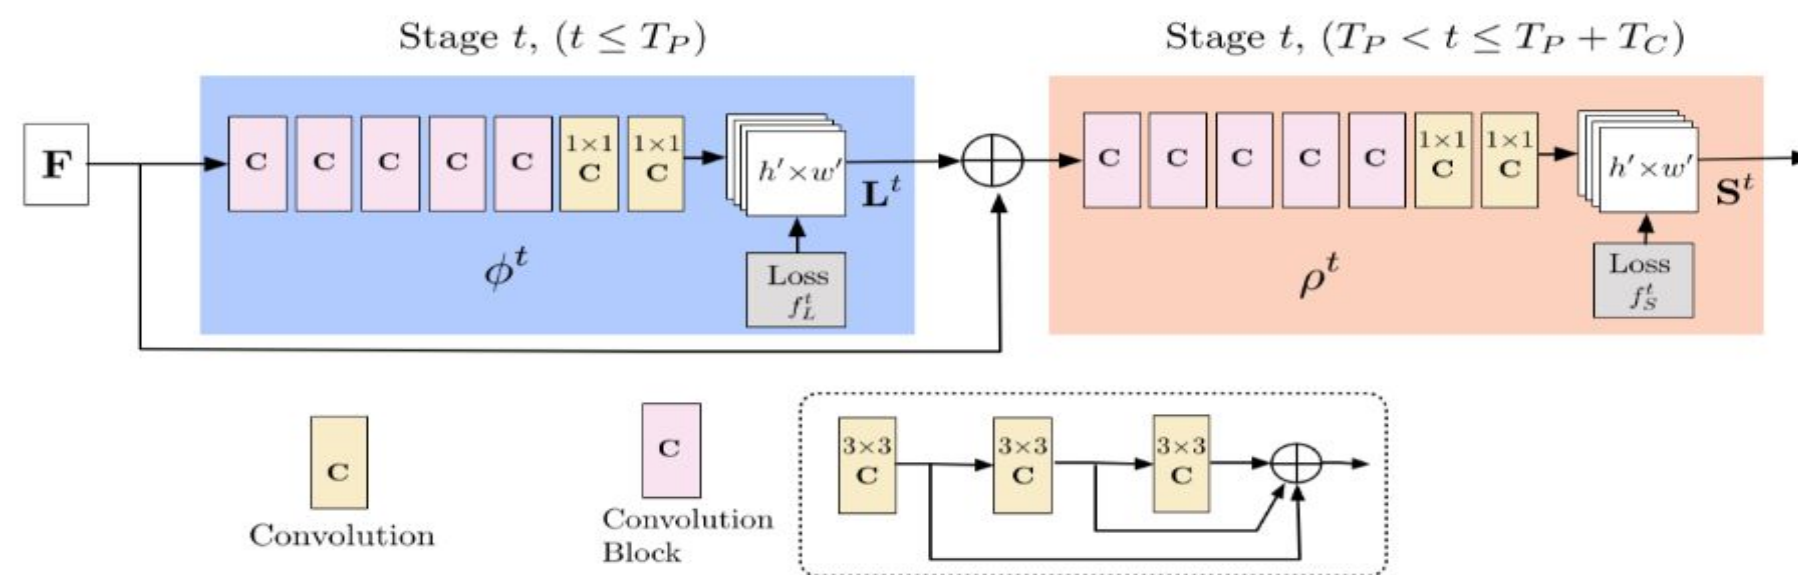 Stage t, (t ≤ T_P)
Stage t, (T_P < t ≤ T_P + T_C)
F
C C C C C 1×1 C 1×1 C
h′×w′
L^t
ϕ^t
Loss
f_L^t
C C C C C 1×1 C 1×1 C
h′×w′
S^t
ρ^t
Loss
f_S^t
C
Convolution
C
Convolution
Block
3×3 C
3×3 C
3×3 C